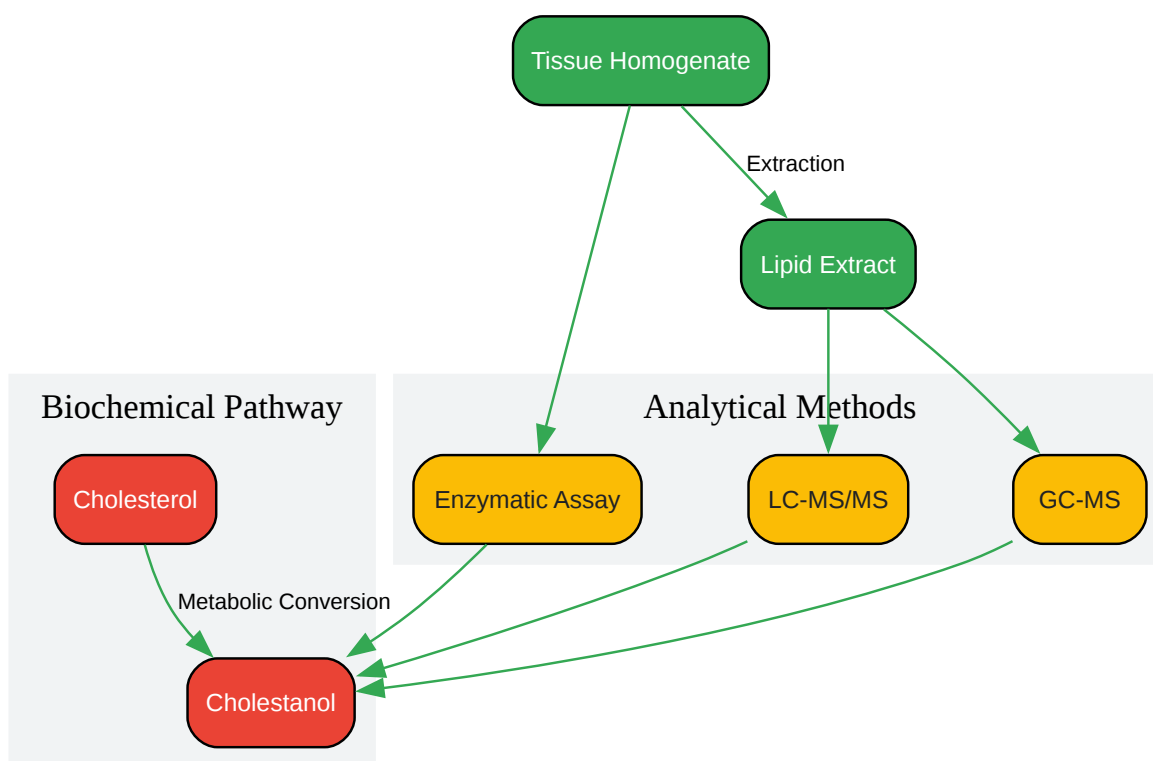 Tissue Homogenate
Extraction
Lipid Extract
Biochemical Pathway
Analytical Methods
Cholesterol
Enzymatic Assay
LC-MS/MS
GC-MS
Metabolic Conversion
Cholestanol